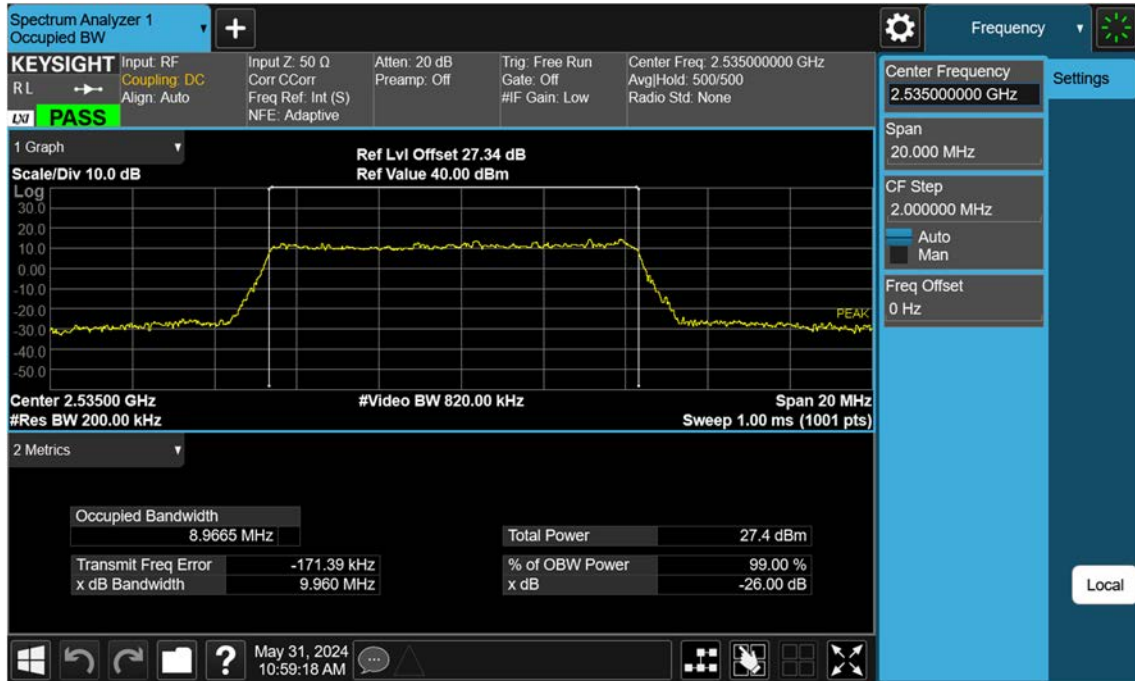 Spectrum Analyzer 1
Occupied BW
Frequency
KEYSIGHT
R L
LXI PASS
Input: RF
Coupling: DC
Align: Auto
Input Z: 50 Ω
Corr CCorr
Freq Ref: Int (S)
NFE: Adaptive
Atten: 20 dB
Preamp: Off
Trig: Free Run
Gate: Off
#IF Gain: Low
Center Freq: 2.535000000 GHz
Avg|Hold: 500/500
Radio Std: None
Center Frequency
2.535000000 GHz
Settings
Span
20.000 MHz
CF Step
2.000000 MHz
Auto
Man
Freq Offset
0 Hz
Local
1 Graph
Scale/Div 10.0 dB
Ref Lvl Offset 27.34 dB
Ref Value 40.00 dBm
Log
30.0
20.0
10.0
0.00
-10.0
-20.0
-30.0
-40.0
-50.0
PEAK
Center 2.53500 GHz
#Video BW 820.00 kHz
Span 20 MHz
#Res BW 200.00 kHz
Sweep 1.00 ms (1001 pts)
2 Metrics
Occupied Bandwidth
8.9665 MHz
Total Power 27.4 dBm
Transmit Freq Error -171.39 kHz
% of OBW Power 99.00 %
x dB Bandwidth 9.960 MHz
x dB -26.00 dB
?
May 31, 2024
10:59:18 AM